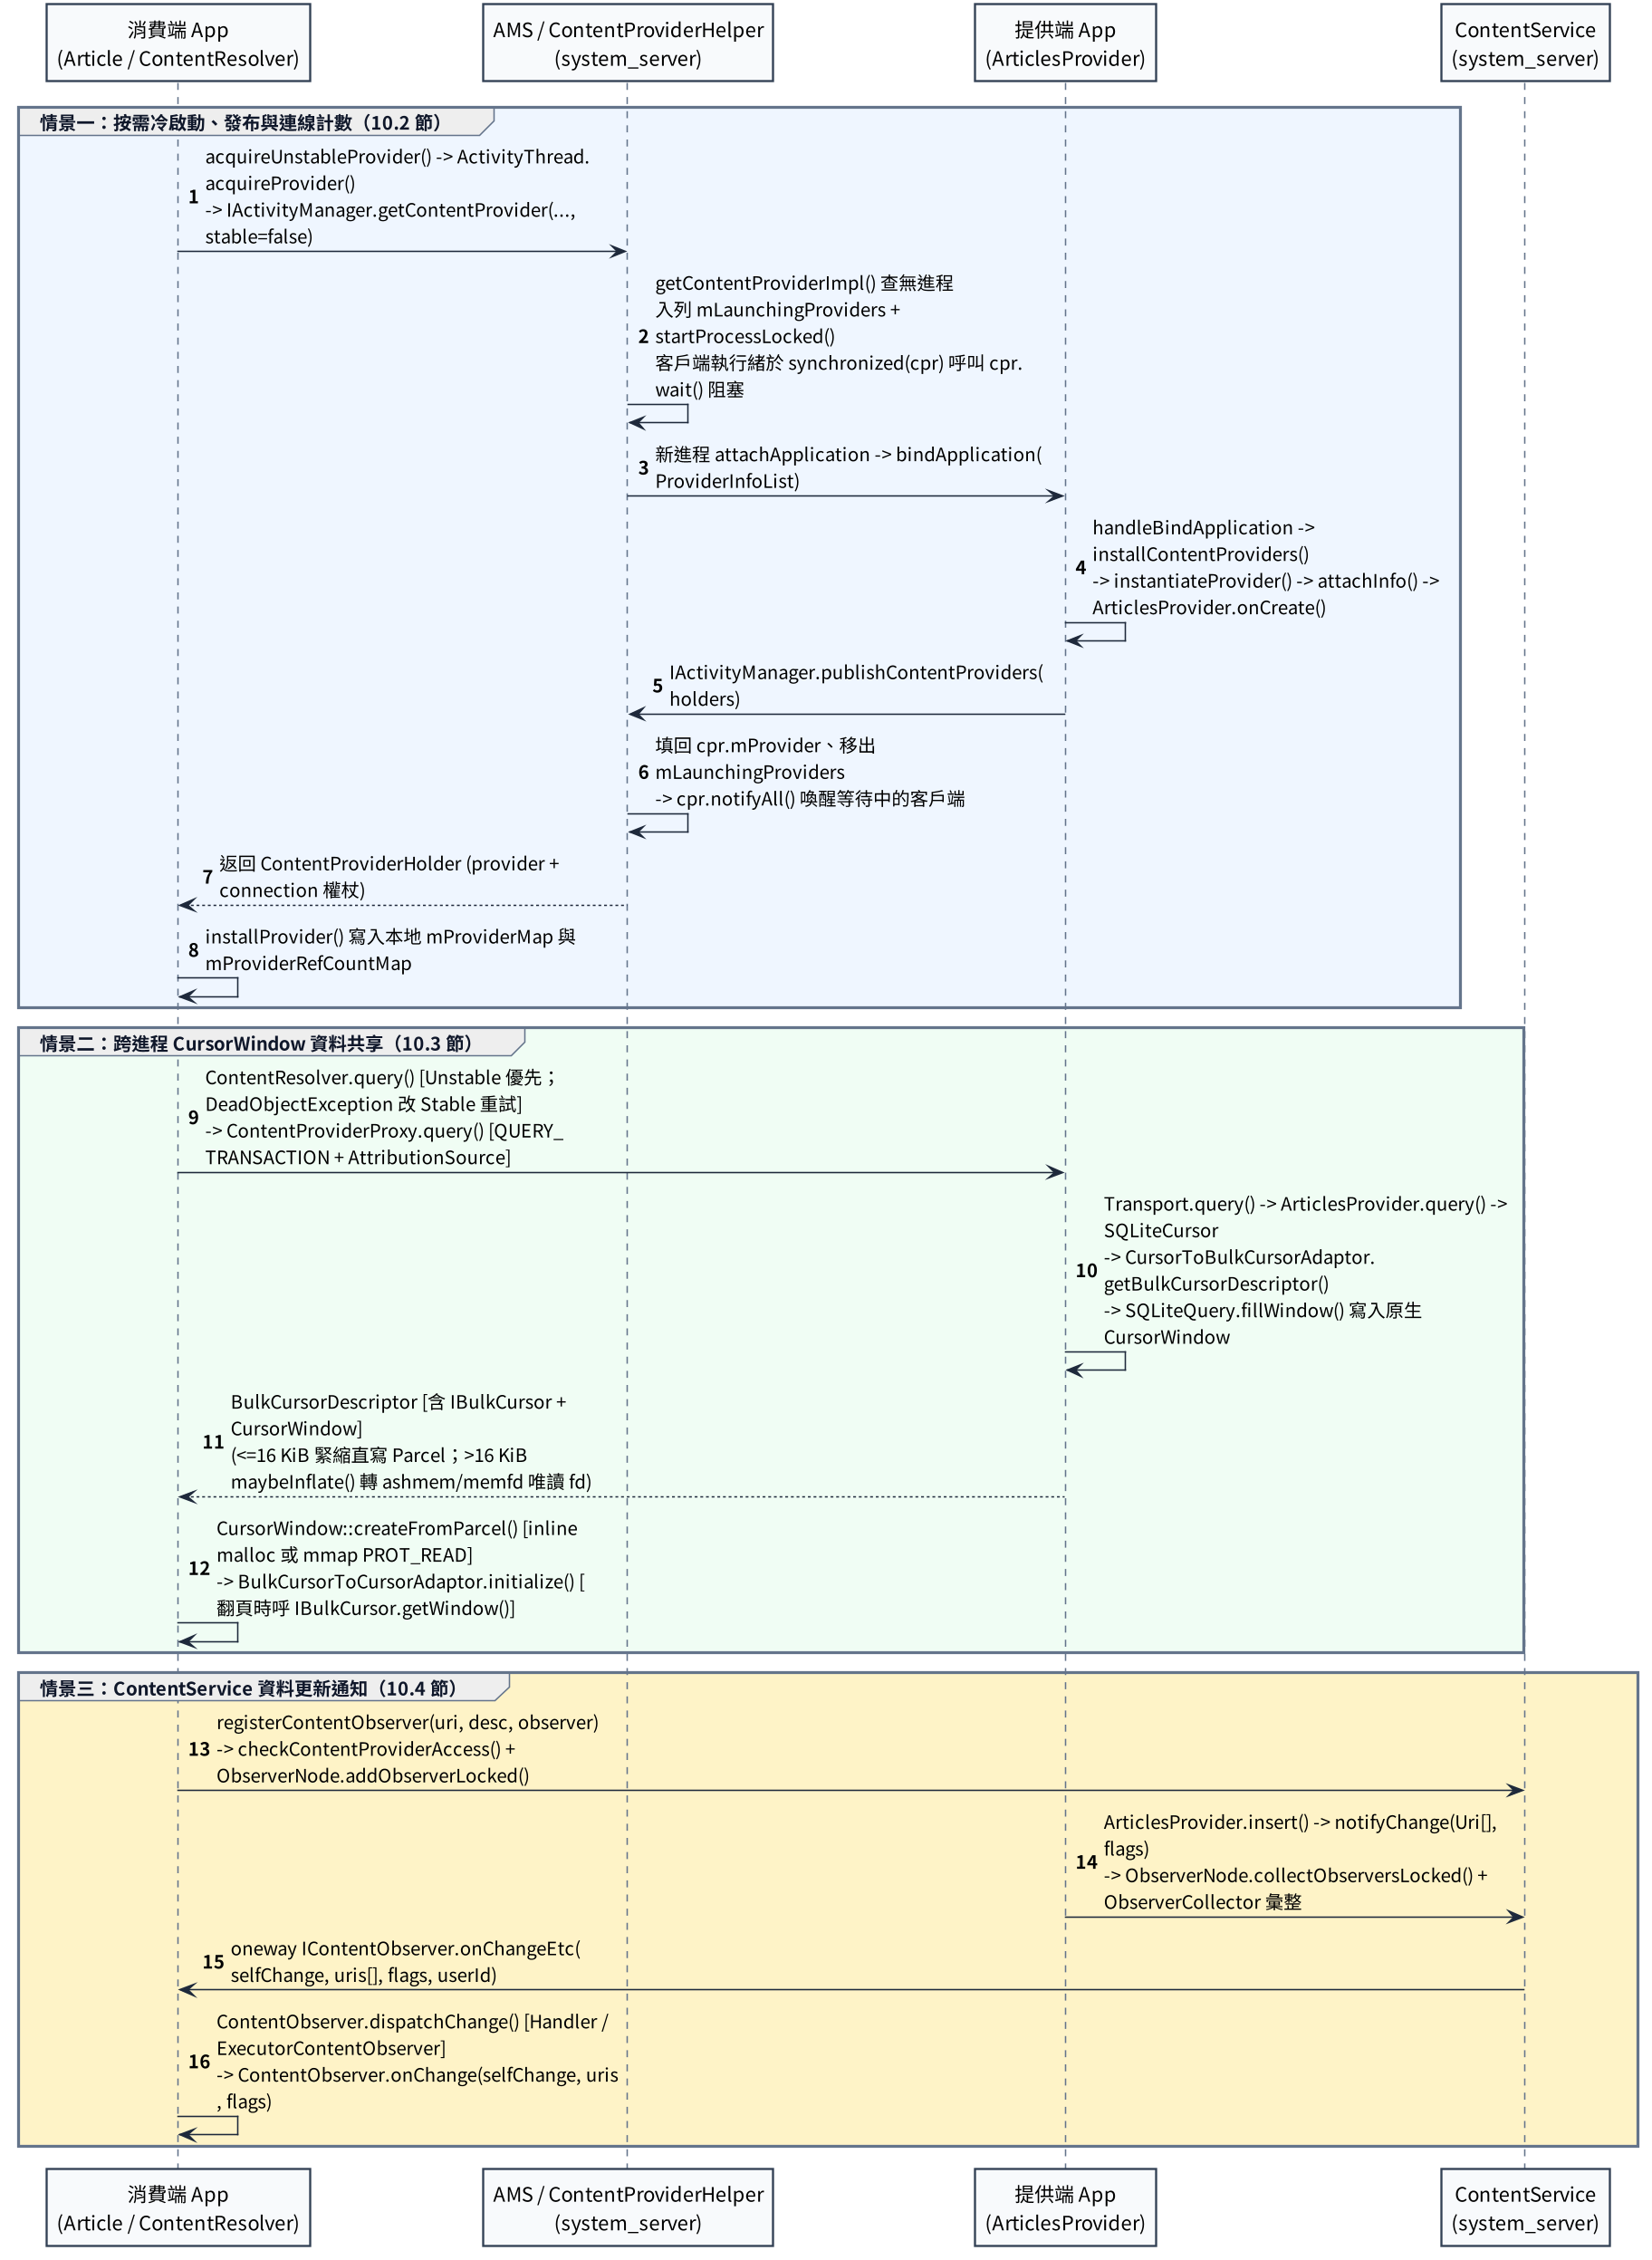 消費端 App
(Article / ContentResolver)
AMS / ContentProviderHelper
(system_server)
提供端 App
(ArticlesProvider)
ContentService
(system_server)
情景一：按需冷啟動、發布與連線計數（10.2 節）
1
acquireUnstableProvider() -> ActivityThread.
acquireProvider()
-> IActivityManager.getContentProvider(...,
stable=false)
2
getContentProviderImpl() 查無進程
入列 mLaunchingProviders +
startProcessLocked()
客戶端執行緒於 synchronized(cpr) 呼叫 cpr.
wait() 阻塞
3
新進程 attachApplication -> bindApplication(
ProviderInfoList)
4
handleBindApplication ->
installContentProviders()
-> instantiateProvider() -> attachInfo() ->
ArticlesProvider.onCreate()
5
IActivityManager.publishContentProviders(
holders)
6
填回 cpr.mProvider、移出
mLaunchingProviders
-> cpr.notifyAll() 喚醒等待中的客戶端
7
返回 ContentProviderHolder (provider +
connection 權杖)
8
installProvider() 寫入本地 mProviderMap 與
mProviderRefCountMap
情景二：跨進程 CursorWindow 資料共享（10.3 節）
9
ContentResolver.query() [Unstable 優先；
DeadObjectException 改 Stable 重試]
-> ContentProviderProxy.query() [QUERY_
TRANSACTION + AttributionSource]
10
Transport.query() -> ArticlesProvider.query() ->
SQLiteCursor
-> CursorToBulkCursorAdaptor.
getBulkCursorDescriptor()
-> SQLiteQuery.fillWindow() 寫入原生
CursorWindow
11
BulkCursorDescriptor [含 IBulkCursor +
CursorWindow]
(<=16 KiB 緊縮直寫 Parcel；>16 KiB
maybeInflate() 轉 ashmem/memfd 唯讀 fd)
12
CursorWindow::createFromParcel() [inline
malloc 或 mmap PROT_READ]
-> BulkCursorToCursorAdaptor.initialize() [
翻頁時呼 IBulkCursor.getWindow()]
情景三：ContentService 資料更新通知（10.4 節）
13
registerContentObserver(uri, desc, observer)
-> checkContentProviderAccess() +
ObserverNode.addObserverLocked()
14
ArticlesProvider.insert() -> notifyChange(Uri[],
flags)
-> ObserverNode.collectObserversLocked() +
ObserverCollector 彙整
15
oneway IContentObserver.onChangeEtc(
selfChange, uris[], flags, userId)
16
ContentObserver.dispatchChange() [Handler /
ExecutorContentObserver]
-> ContentObserver.onChange(selfChange, uris
, flags)
消費端 App
(Article / ContentResolver)
AMS / ContentProviderHelper
(system_server)
提供端 App
(ArticlesProvider)
ContentService
(system_server)